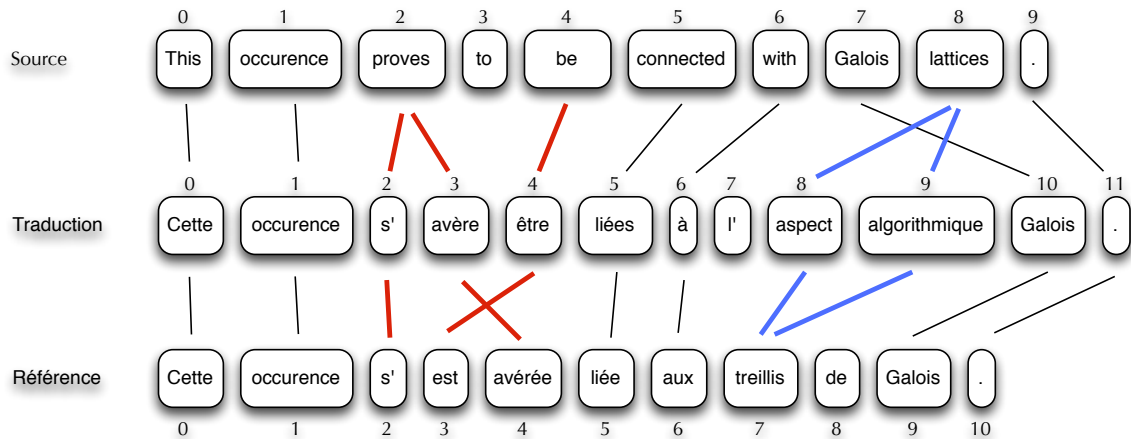 0 1 2 3 4 5 6 7 8 9
Source This occurence proves to be connected with Galois lattices .
0 1 2 3 4 5 6 7 8 9 10 11
Traduction Cette occurence s' avère être liées à l' aspect algorithmique Galois .
Référence Cette occurence s' est avérée liée aux treillis de Galois .
0 1 2 3 4 5 6 7 8 9 10